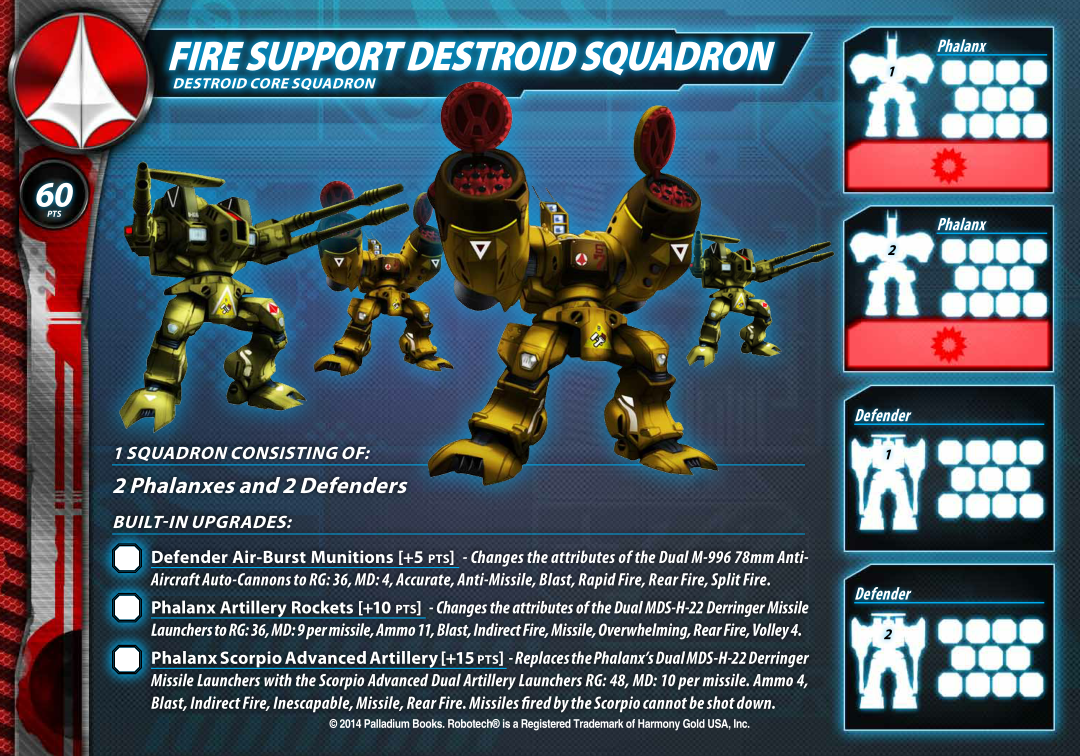 FIRE SUPPORT DESTROID SQUADRON
DESTROID CORE SQUADRON
60
PTS
1 SQUADRON CONSISTING OF:
2 Phalanxes and 2 Defenders
BUILT-IN UPGRADES:
Defender Air-Burst Munitions [+5 PTS] - Changes the attributes of the Dual M-996 78mm Anti-
Aircraft Auto-Cannons to RG: 36, MD: 4, Accurate, Anti-Missile, Blast, Rapid Fire, Rear Fire, Split Fire.
Phalanx Artillery Rockets [+10 PTS] - Changes the attributes of the Dual MDS-H-22 Derringer Missile
Launchers to RG: 36, MD: 9 per missile, Ammo 11, Blast, Indirect Fire, Missile, Overwhelming, Rear Fire, Volley 4.
Phalanx Scorpio Advanced Artillery [+15 PTS] - Replaces the Phalanx's Dual MDS-H-22 Derringer
Missile Launchers with the Scorpio Advanced Dual Artillery Launchers RG: 48, MD: 10 per missile. Ammo 4,
Blast, Indirect Fire, Inescapable, Missile, Rear Fire. Missiles fired by the Scorpio cannot be shot down.
© 2014 Palladium Books. Robotech® is a Registered Trademark of Harmony Gold USA, Inc.
Phalanx
1
Phalanx
2
Defender
1
Defender
2